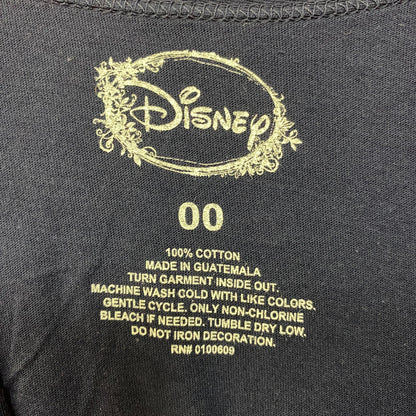 Disney
00
100% COTTON
MADE IN GUATEMALA
TURN GARMENT INSIDE OUT.
MACHINE WASH COLD WITH LIKE COLORS.
GENTLE CYCLE. ONLY NON-CHLORINE
BLEACH IF NEEDED. TUMBLE DRY LOW.
DO NOT IRON DECORATION.
RN# 0100609